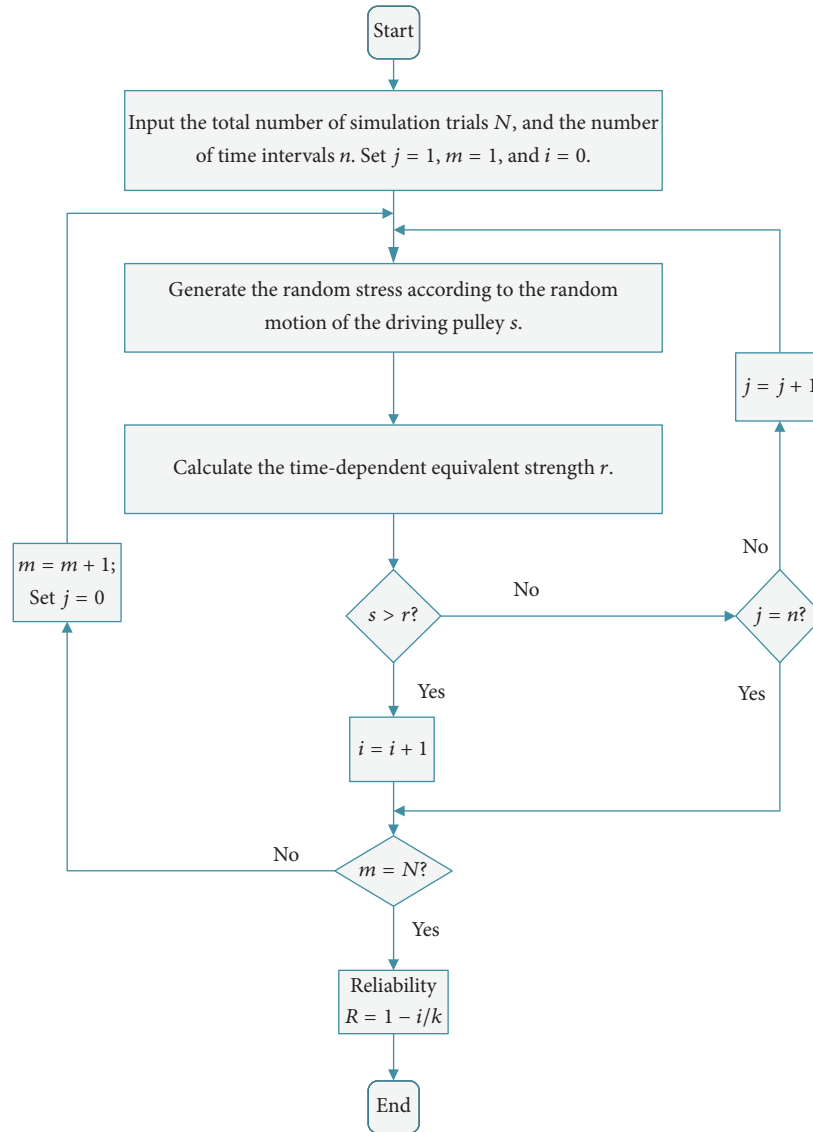 Start
Input the total number of simulation trials N, and the number
of time intervals n. Set j = 1, m = 1, and i = 0.
Generate the random stress according to the random
motion of the driving pulley s.
j = j + 1
Calculate the time-dependent equivalent strength r.
m = m + 1;
Set j = 0
s > r?
No
j = n?
No
Yes
Yes
i = i + 1
m = N?
No
Yes
Reliability
R = 1 − i/k
End